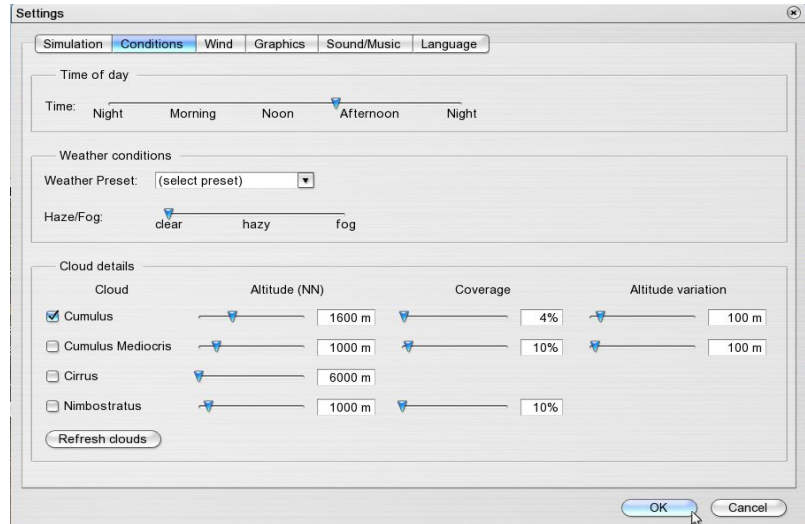 Settings
Simulation Conditions Wind Graphics Sound/Music Language
Time of day
Time:
Night Morning Noon Afternoon Night
Weather conditions
Weather Preset: (select preset)
Haze/Fog:
clear hazy fog
Cloud details
Cloud Altitude (NN) Coverage Altitude variation
Cumulus 1600 m 4% 100 m
Cumulus Mediocris 1000 m 10% 100 m
Cirrus 6000 m
Nimbostratus 1000 m 10%
Refresh clouds
OK Cancel